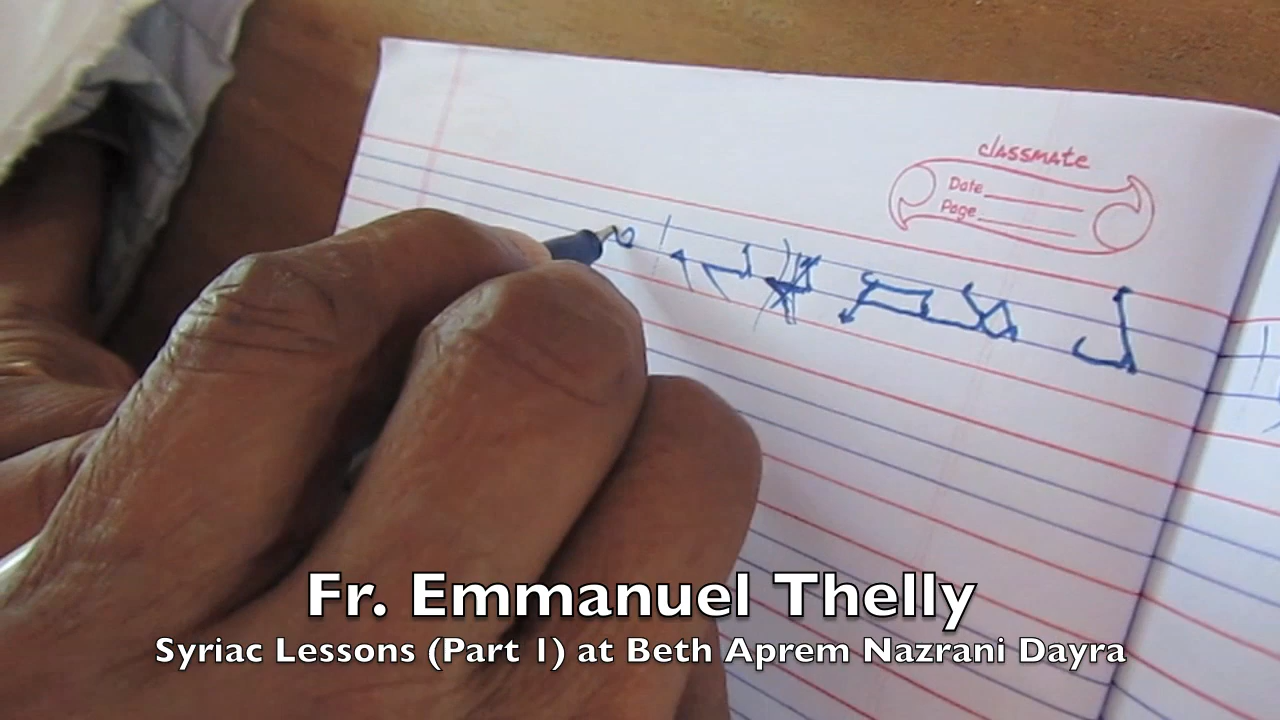 classmate
Date
Page
Fr. Emmanuel Thelly
Syriac Lessons (Part 1) at Beth Aprem Nazrani Dayra